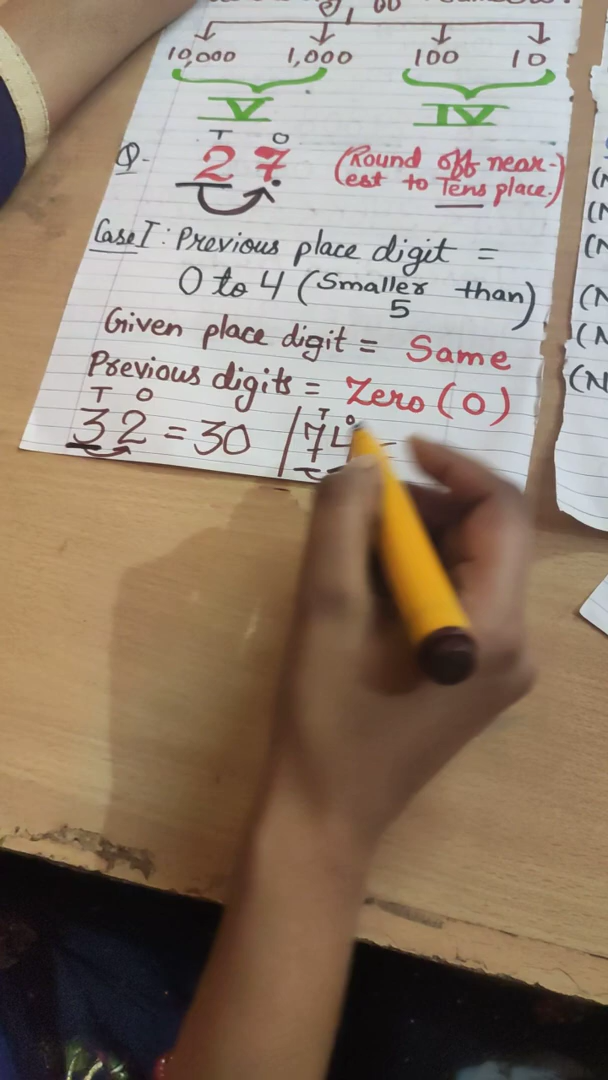 10,000 1,000 100 10
V IV
T O
Q- 27 (Round off near-
est to Tens place.)
Case I: Previous place digit =
0 to 4 (Smaller than)
5
Given place digit = Same
Previous digits = Zero (0)
T O T O
32 = 30 74